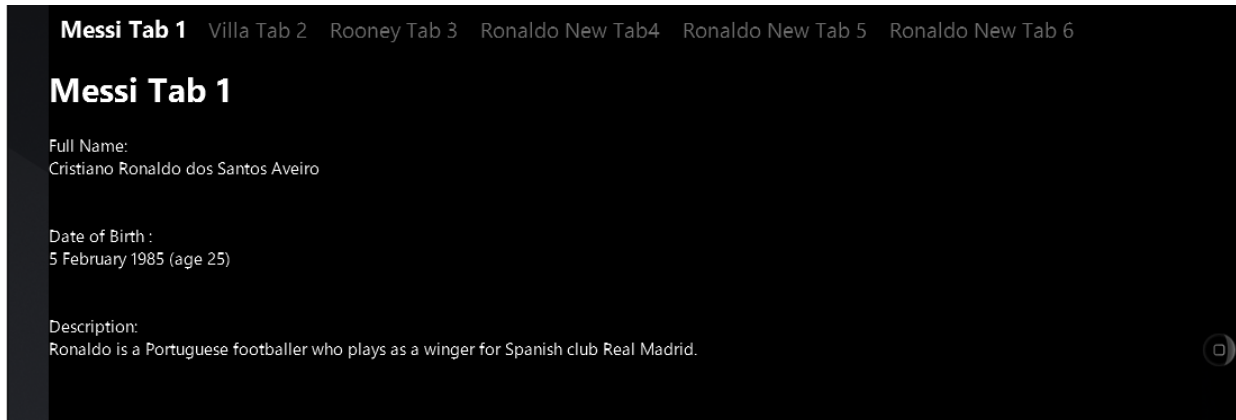 Messi Tab 1 Villa Tab 2 Rooney Tab 3 Ronaldo New Tab4 Ronaldo New Tab 5 Ronaldo New Tab 6
Messi Tab 1
Full Name:
Cristiano Ronaldo dos Santos Aveiro
Date of Birth :
5 February 1985 (age 25)
Description:
Ronaldo is a Portuguese footballer who plays as a winger for Spanish club Real Madrid.